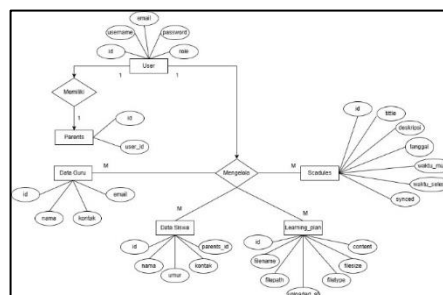 email
username
password
id
role
User
1
1
Memiliki
id
1
Parents
user_id
id
tittle
deskripsi
tanggal
Data Guru
M
Mengelola
M
Scedules
id
email
nama
kontak
synced
M
M
Data Siswa
Learning_plan
id
parents_id
id
content
nama
kontak
filename
filesize
umur
filepath
filetype